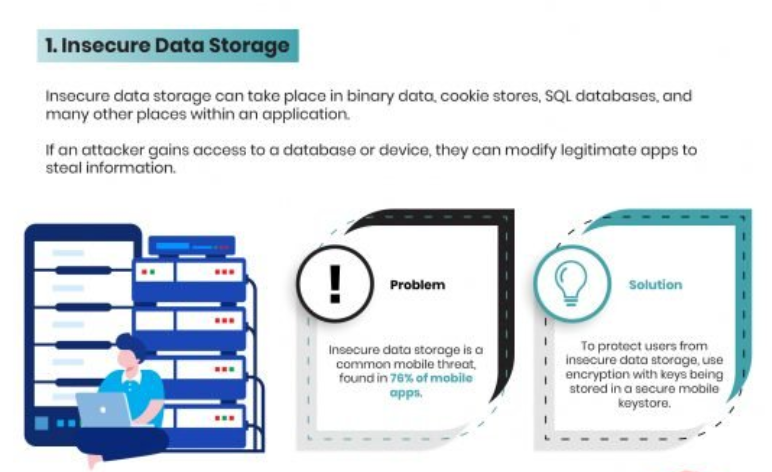 1. Insecure Data Storage
Insecure data storage can take place in binary data, cookie stores, SQL databases, and
many other places within an application.
If an attacker gains access to a database or device, they can modify legitimate apps to
steal information.
!
Problem
Insecure data storage is a
common mobile threat,
found in 76% of mobile
apps.
Solution
To protect users from
insecure data storage, use
encryption with keys being
stored in a secure mobile
keystore.